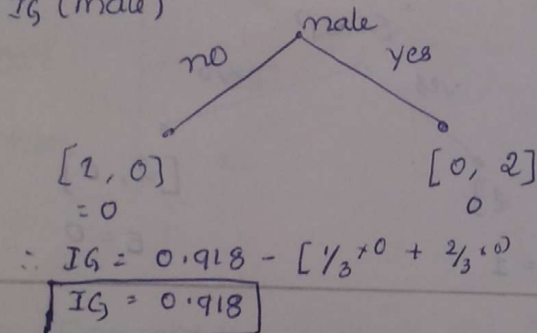 IG (male)
male
no yes
[1, 0] [0, 2]
= 0 0
∴ IG = 0.918 - [1/3 × 0 + 2/3 × 0)
IG = 0.918